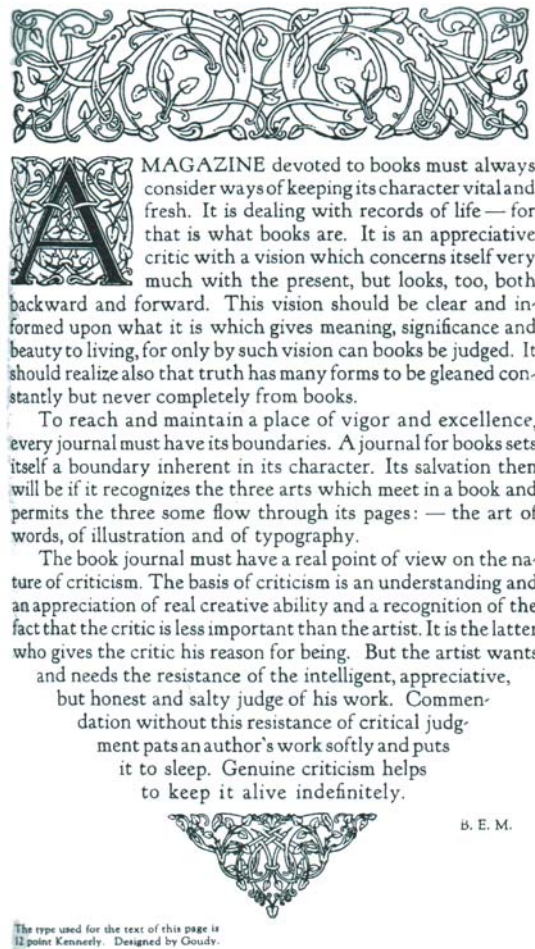 A MAGAZINE devoted to books must always
consider ways of keeping its character vital and
fresh. It is dealing with records of life — for
that is what books are. It is an appreciative
critic with a vision which concerns itself very
much with the present, but looks, too, both
backward and forward. This vision should be clear and in-
formed upon what it is which gives meaning, significance and
beauty to living, for only by such vision can books be judged. It
should realize also that truth has many forms to be gleaned con-
stantly but never completely from books.
To reach and maintain a place of vigor and excellence,
every journal must have its boundaries. A journal for books sets
itself a boundary inherent in its character. Its salvation then
will be if it recognizes the three arts which meet in a book and
permits the three some flow through its pages: — the art of
words, of illustration and of typography.
The book journal must have a real point of view on the na-
ture of criticism. The basis of criticism is an understanding and
an appreciation of real creative ability and a recognition of the
fact that the critic is less important than the artist. It is the latter
who gives the critic his reason for being. But the artist wants
and needs the resistance of the intelligent, appreciative,
but honest and salty judge of his work. Commen-
dation without this resistance of critical judg-
ment pats an author's work softly and puts
it to sleep. Genuine criticism helps
to keep it alive indefinitely.
B. E. M.
The type used for the text of this page is
12 point Kennerly. Designed by Goudy.